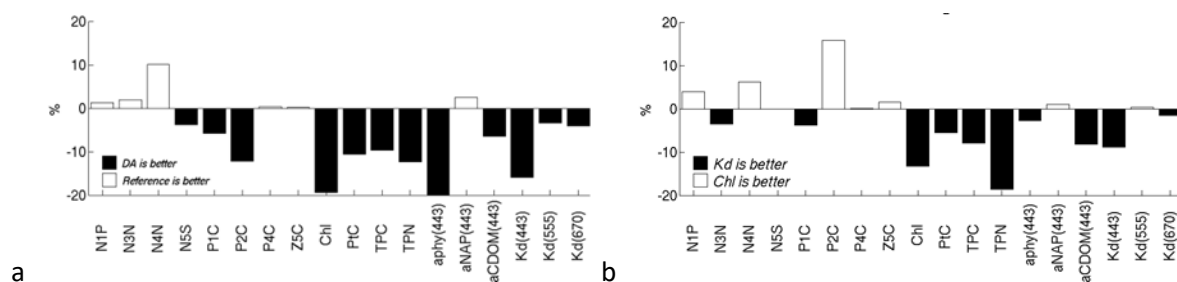 20
10
0
-10
-20
%
DA is better
Reference is better
N1P
N3N
N4N
N5S
P1C
P2C
P4C
Z5C
Chl
PtC
TPC
TPN
aphy(443)
aNAP(443)
aCDOM(443)
Kd(443)
Kd(555)
Kd(670)
a
20
10
0
-10
-20
%
Kd is better
Chl is better
N1P
N3N
N4N
N5S
P1C
P2C
P4C
Z5C
Chl
PtC
TPC
TPN
aphy(443)
aNAP(443)
aCDOM(443)
Kd(443)
Kd(555)
Kd(670)
b